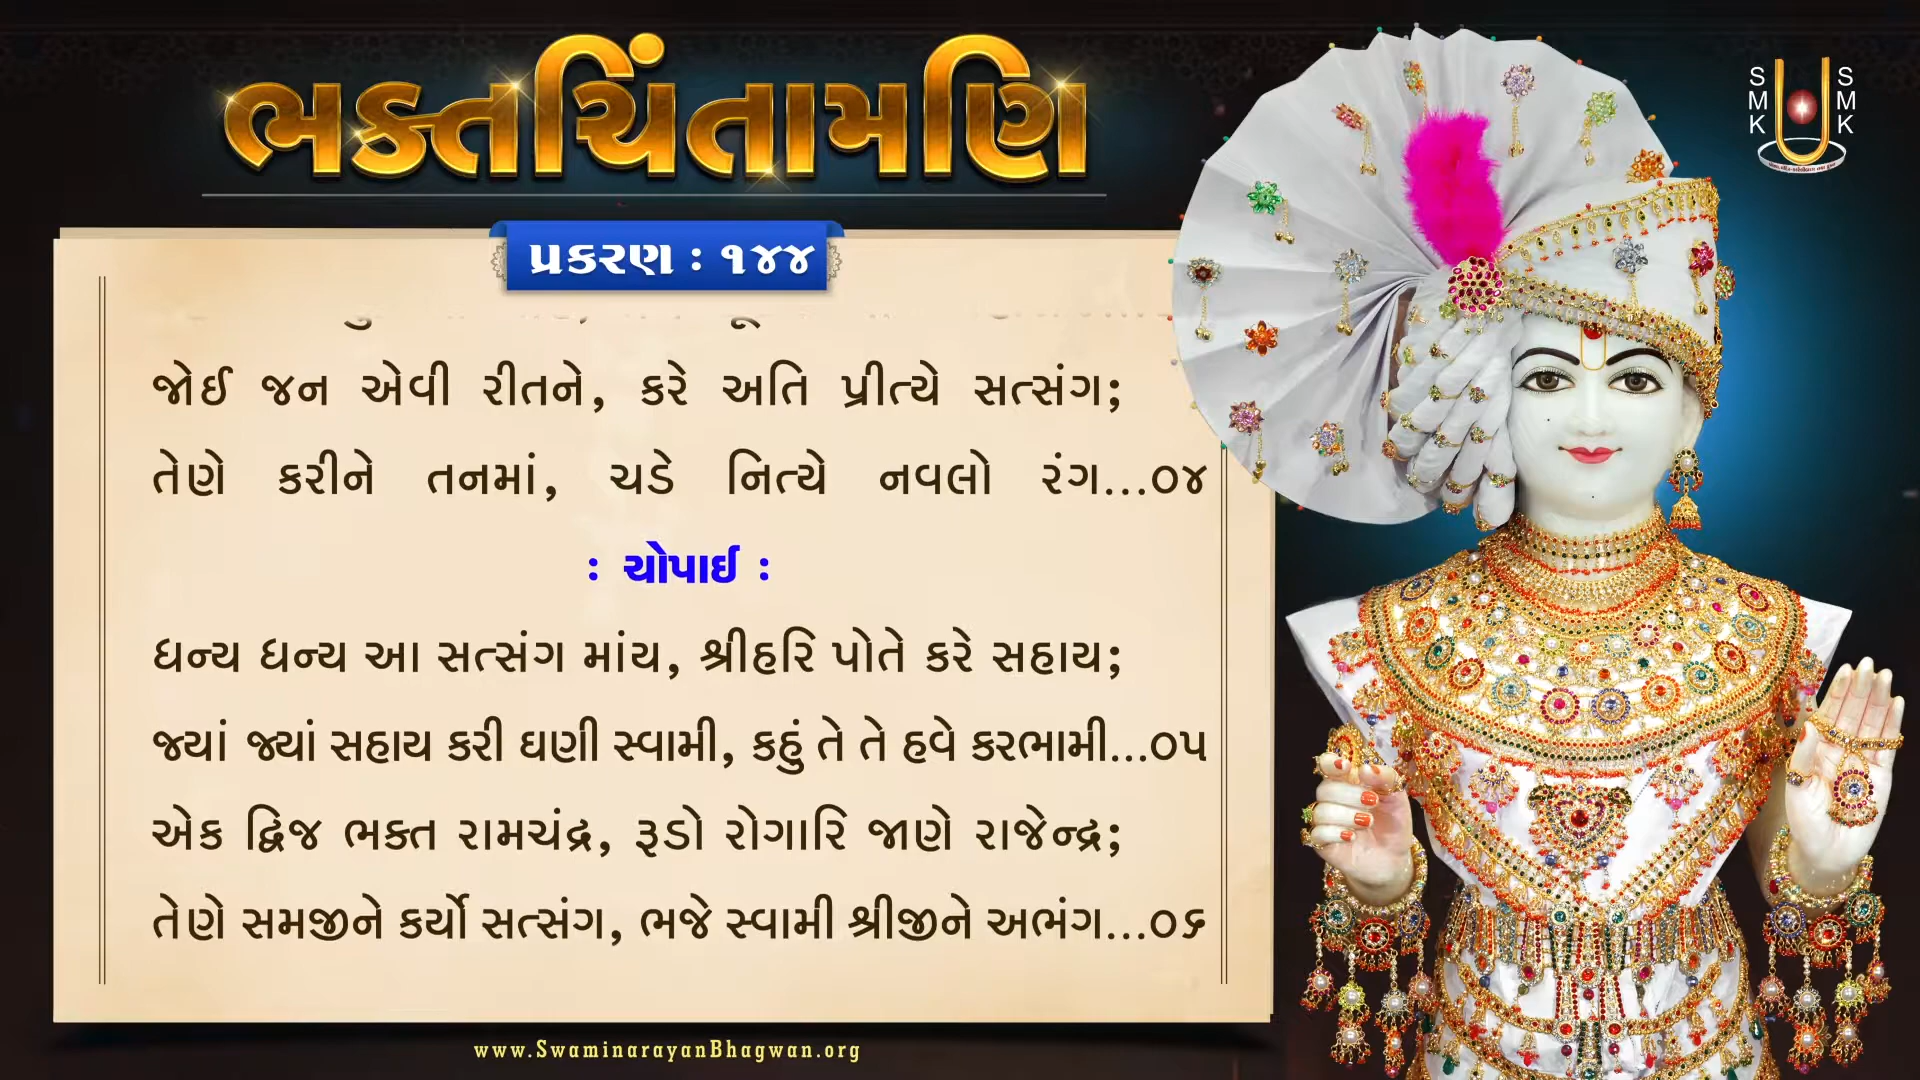 ભક્તચિંતામણિ
SMK SMK
પ્રકરણ : ૧૪૪
જોઈ જન એવી રીતને, કરે અતિ પ્રીત્યે સત્સંગ;
તેણે કરીને તનમાં, ચડે નિત્યે નવલો રંગ...૦૪
: ચોપાઈ :
ધન્ય ધન્ય આ સત્સંગ માંય, શ્રીહરિ પોતે કરે સહાય;
જ્યાં જ્યાં સહાય કરી ઘણી સ્વામી, કહું તે તે હવે કરભામી...૦૫
એક દ્વિજ ભક્ત રામચંદ્ર, રૂડો રોગારિ જાણે રાજેન્દ્ર;
તેણે સમજીને કર્યો સત્સંગ, ભજે સ્વામી શ્રીજીને અભંગ...૦૬
www.SwaminarayanBhagwan.org